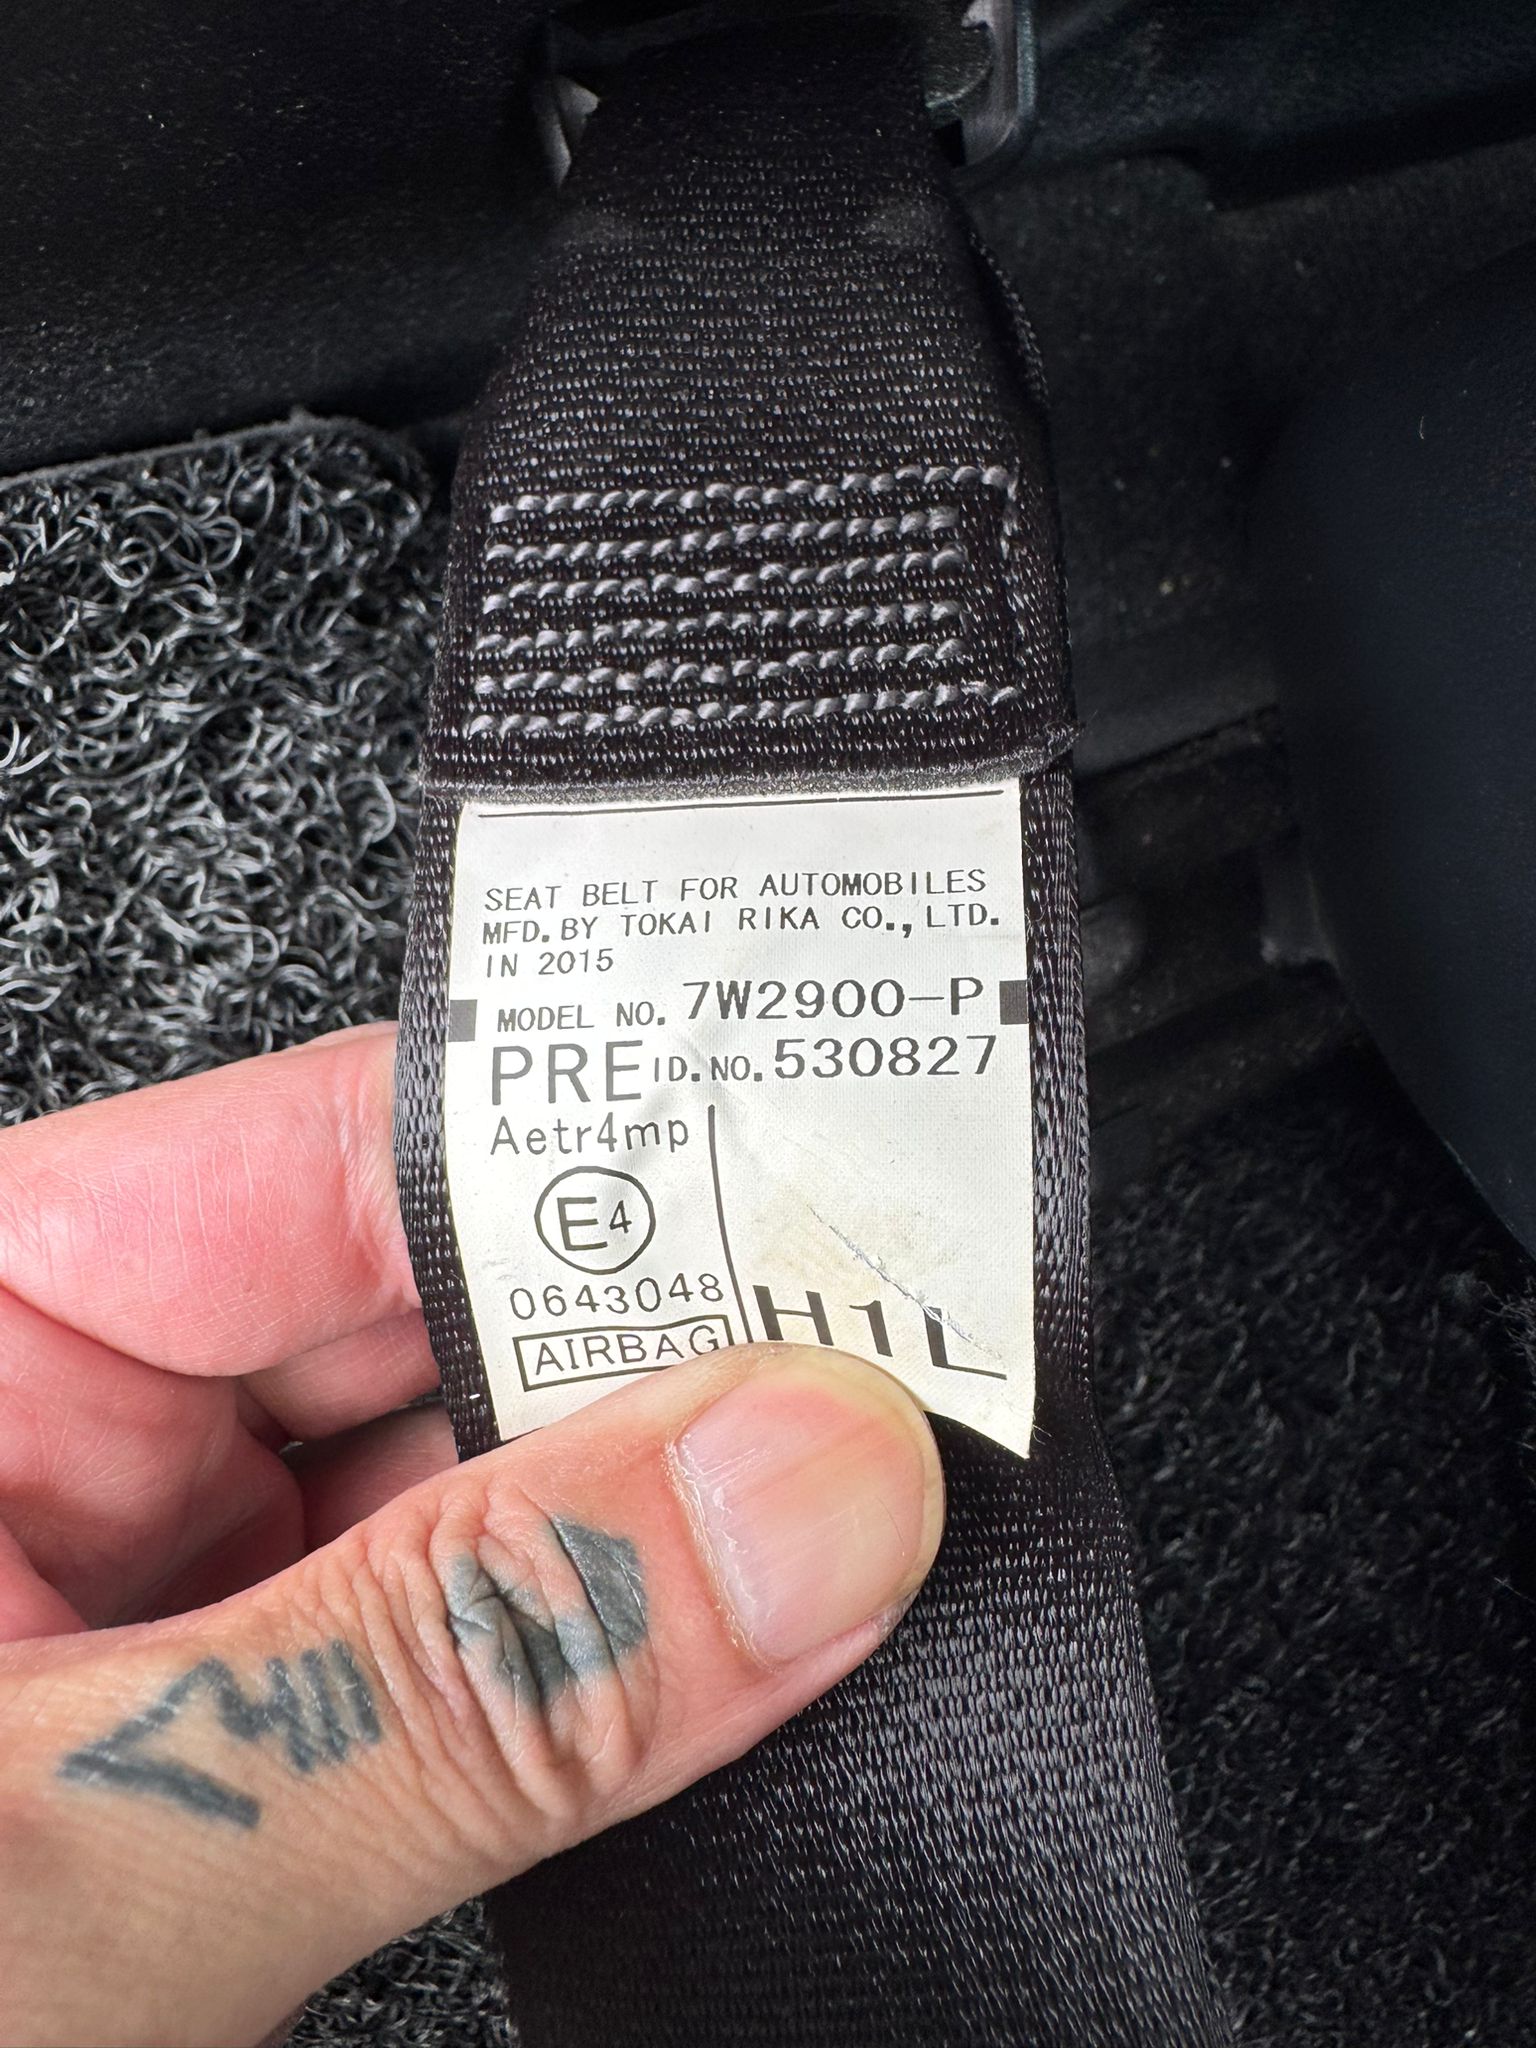 SEAT BELT FOR AUTOMOBILES
MFD. BY TOKAI RIKA CO., LTD.
IN 2015
MODEL NO. 7W2900-P
PRE ID. NO. 530827
Aetr4mp
E4
0643048
AIRBAG
H1L